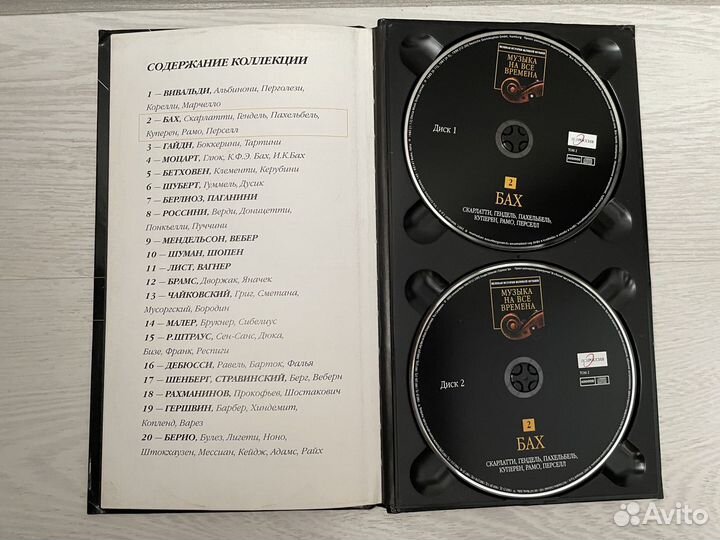 СОДЕРЖАНИЕ КОЛЛЕКЦИИ
1 – ВИВАЛЬДИ, Альбинони, Перголези,
Корелли, Марчелло
2 – БАХ, Скарлатти, Гендель, Пахельбель,
Куперен, Рамо, Перселл
3 – ГАЙДН, Боккерини, Тартини
4 – МОЦАРТ, Глюк, К.Ф.Э. Бах, И.К.Бах
5 – БЕТХОВЕН, Клементи, Керубини
6 – ШУБЕРТ, Гуммель, Дусик
7 – БЕРЛИОЗ, ПАГАНИНИ
8 – РОССИНИ, Верди, Доницетти,
Понкьелли, Пуччини
9 – МЕНДЕЛЬСОН, ВЕБЕР
10 – ШУМАН, ШОПЕН
11 – ЛИСТ, ВАГНЕР
12 – БРАМС, Дворжак, Яначек
13 – ЧАЙКОВСКИЙ, Григ, Сметана,
Мусоргский, Бородин
14 – МАЛЕР, Брукнер, Сибелиус
15 – Р.ШТРАУС, Сен-Санс, Дюка,
Бизе, Франк, Респиги
16 – ДЕБЮССИ, Равель, Барток, Фалья
17 – ШЕНБЕРГ, СТРАВИНСКИЙ, Берг, Веберн
18 – РАХМАНИНОВ, Прокофьев, Шостакович
19 – ГЕРШВИН, Барбер, Хиндемит,
Копленд, Варез
20 – БЕРИО, Булез, Лигети, Ноно,
Штокхаузен, Мессиан, Кейдж, Адамс, Райх
МУЗЫКА
НА ВСЕ
ВРЕМЕНА
Диск 1
ТОМ 2
2
БАХ
СКАРЛАТТИ, ГЕНДЕЛЬ, ПАХЕЛЬБЕЛЬ,
КУПЕРЕН, РАМО, ПЕРСЕЛЛ
МУЗЫКА
НА ВСЕ
ВРЕМЕНА
Диск 2
ТОМ 2
2
БАХ
СКАРЛАТТИ, ГЕНДЕЛЬ, ПАХЕЛЬБЕЛЬ,
КУПЕРЕН, РАМО, ПЕРСЕЛЛ
Avito